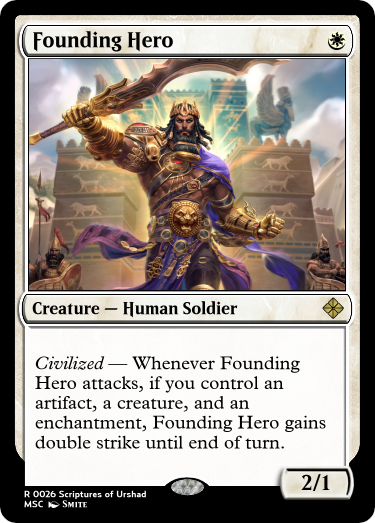 Founding Hero
Creature — Human Soldier
Civilized — Whenever Founding
Hero attacks, if you control an
artifact, a creature, and an
enchantment, Founding Hero gains
double strike until end of turn.
2/1
R 0026 Scriptures of Urshad
MSC Smite